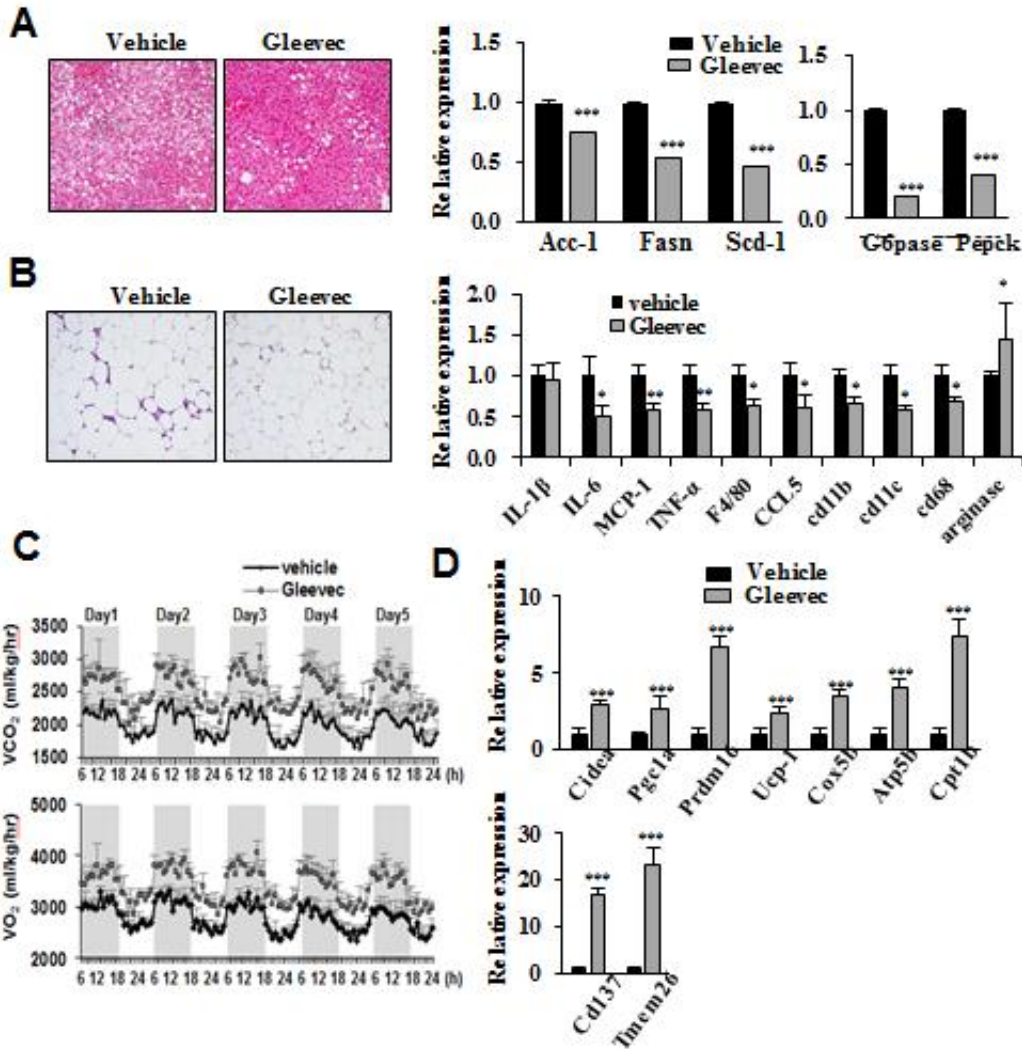 A
Vehicle Gleevec
Relative expression
1.5
1.0
0.5
0.0
Vehicle
Gleevec
***
***
***
Acc-1 Fasn Scd-1
1.5
1.0
0.5
0.0
***
***
G6pase Pepck
B
Vehicle Gleevec
Relative expression
2.0
1.5
1.0
0.5
0.0
vehicle
Gleevec
*
**
**
*
*
*
*
*
*
IL-1β IL-6 MCP-1 TNF-α F4/80 CCL5 cd11b cd11c cd68 arginase
C
vehicle
Gleevec
Day1 Day2 Day3 Day4 Day5
VCO₂ (ml/kg/hr)
3500
3000
2500
2000
1500
6 12 18 24 6 12 18 24 6 12 18 24 6 12 18 24 6 12 18 24 (h)
VO₂ (ml/kg/hr)
5000
4000
3000
2000
6 12 18 24 6 12 18 24 6 12 18 24 6 12 18 24 6 12 18 24 (h)
D
Vehicle
Gleevec
Relative expression
10
5
0
***
***
***
***
***
***
***
Cidea Pgc1a Prdm16 Ucp-1 Cox5b Atp5b Cpt1b
Relative expression
30
20
10
0
***
***
Cd137 Tmem26